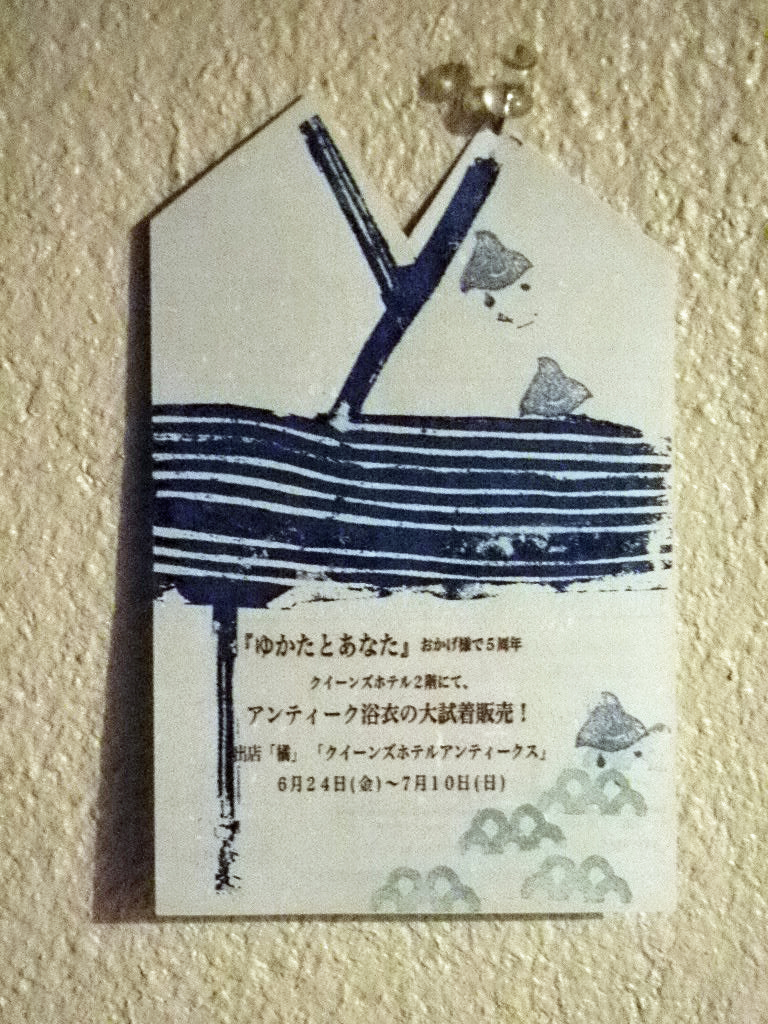 『ゆかたとあなた』おかげ様で5周年
クイーンズホテル2階にて、
アンティーク浴衣の大試着販売!
出店「橘」「クイーンズホテルアンティークス」
6月24日(金)~7月10日(日)